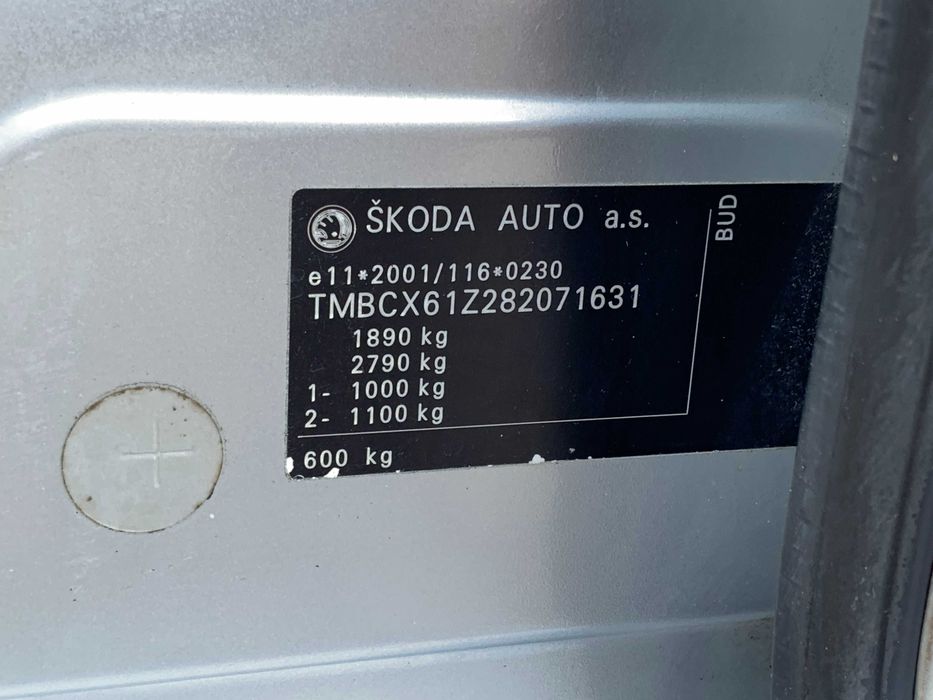 ŠKODA AUTO a.s.
BUD
e11*2001/116*0230
TMBCX61Z282071631
1890 kg
2790 kg
1- 1000 kg
2- 1100 kg
600 kg